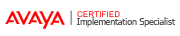 AVAYA
CERTIFIED
Implementation Specialist